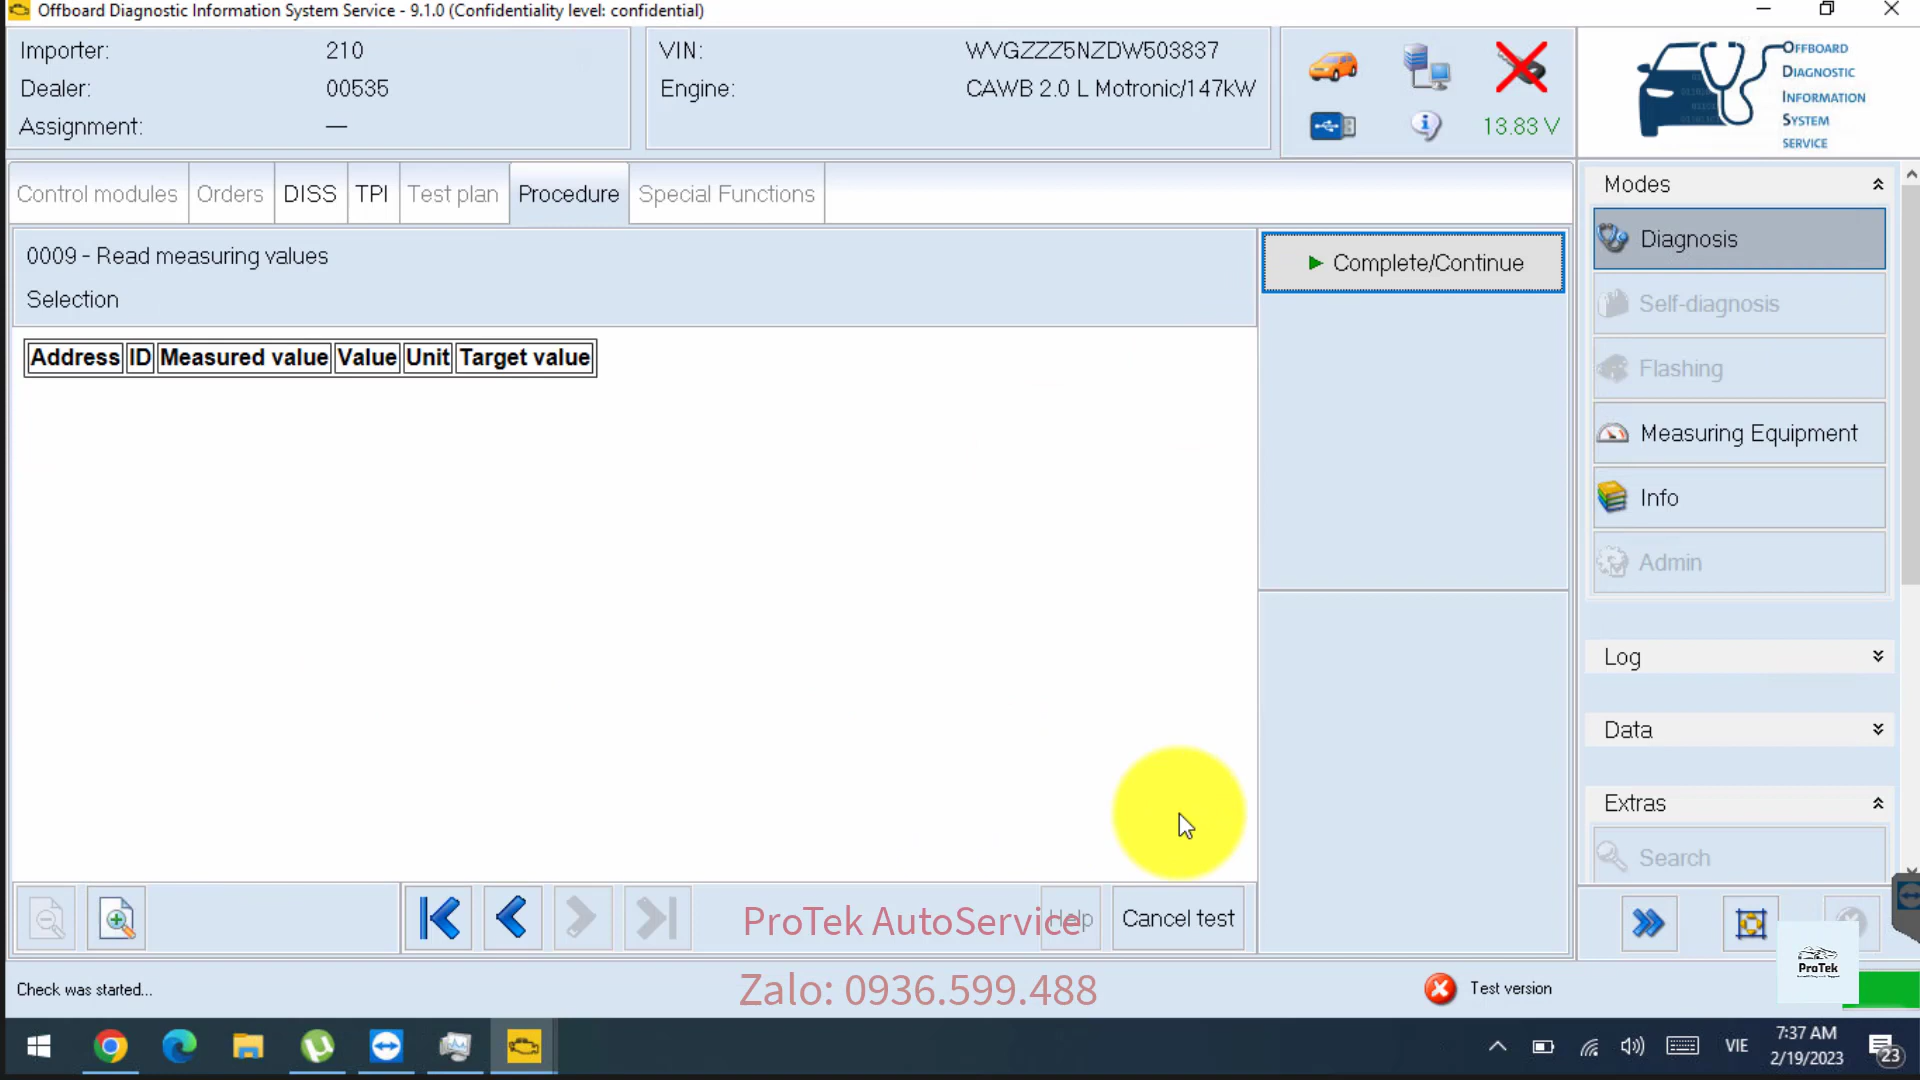 Offboard Diagnostic Information System Service - 9.1.0 (Confidentiality level: confidential)
Importer: 210
Dealer: 00535
Assignment: —
VIN: WVGZZZ5NZDW503837
Engine: CAWB 2.0 L Motronic/147kW
13.83 V
OFFBOARD
DIAGNOSTIC
INFORMATION
SYSTEM
SERVICE
Control modules Orders DISS TPI Test plan Procedure Special Functions
0009 - Read measuring values
Selection
Address ID Measured value Value Unit Target value
Complete/Continue
Modes
Diagnosis
Self-diagnosis
Flashing
Measuring Equipment
Info
Admin
Log
Data
Extras
Search
Help
Cancel test
ProTek AutoService
Zalo: 0936.599.488
Check was started...
Test version
ProTek
VIE
7:37 AM
2/19/2023
23